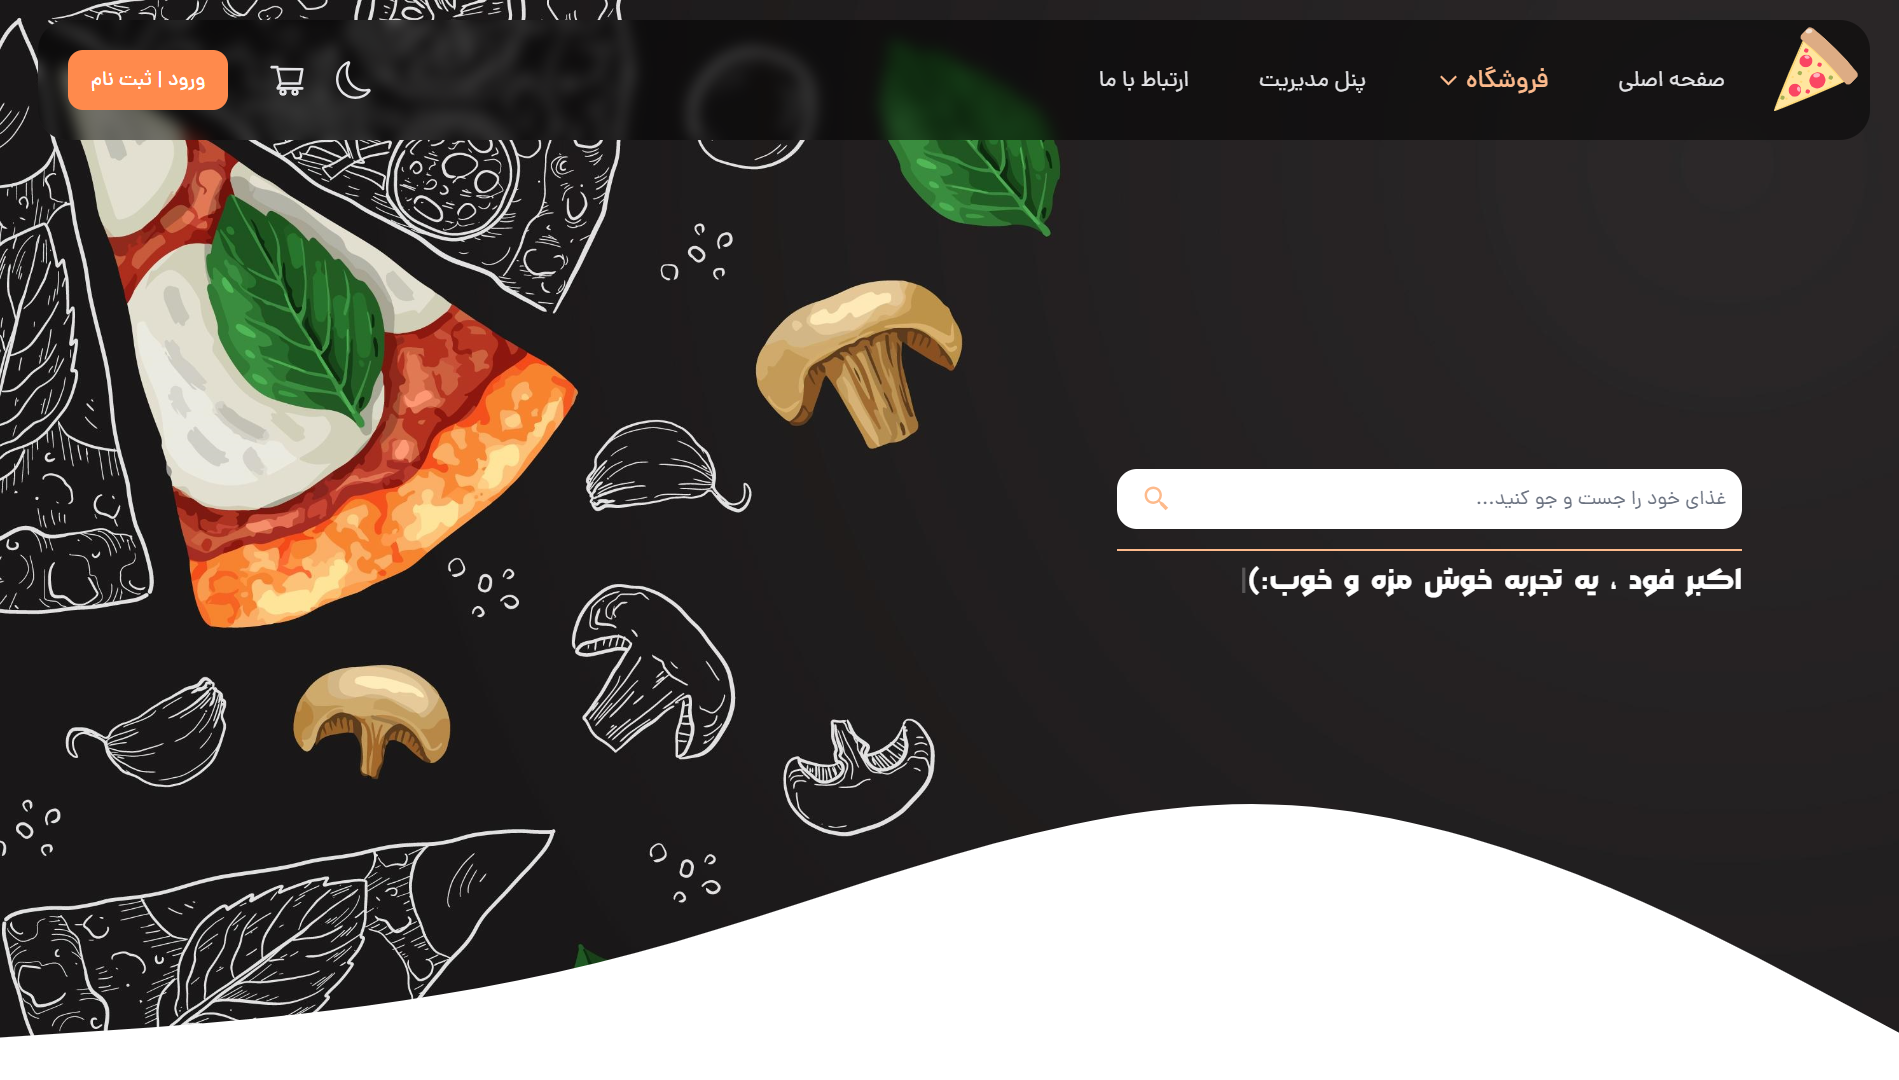 صفحه اصلی
فروشگاه
پنل مدیریت
ارتباط با ما
ورود | ثبت نام
غذای خود را جست و جو کنید...
اکبر فود ، یه تجربه خوش مزه و خوب:)|